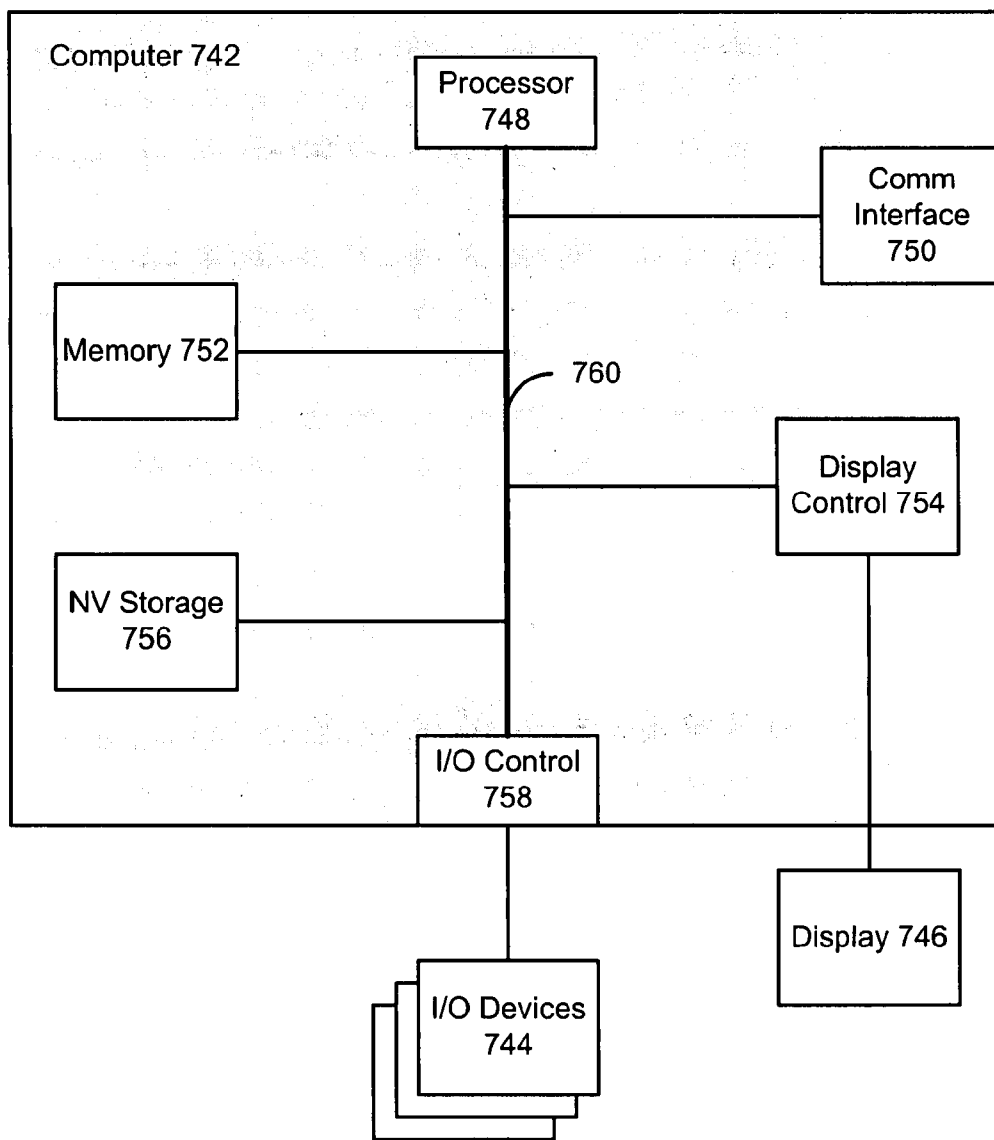 Computer 742
Processor
748
Comm
Interface
750
Memory 752
760
Display
Control 754
NV Storage
756
I/O Control
758
Display 746
I/O Devices
744